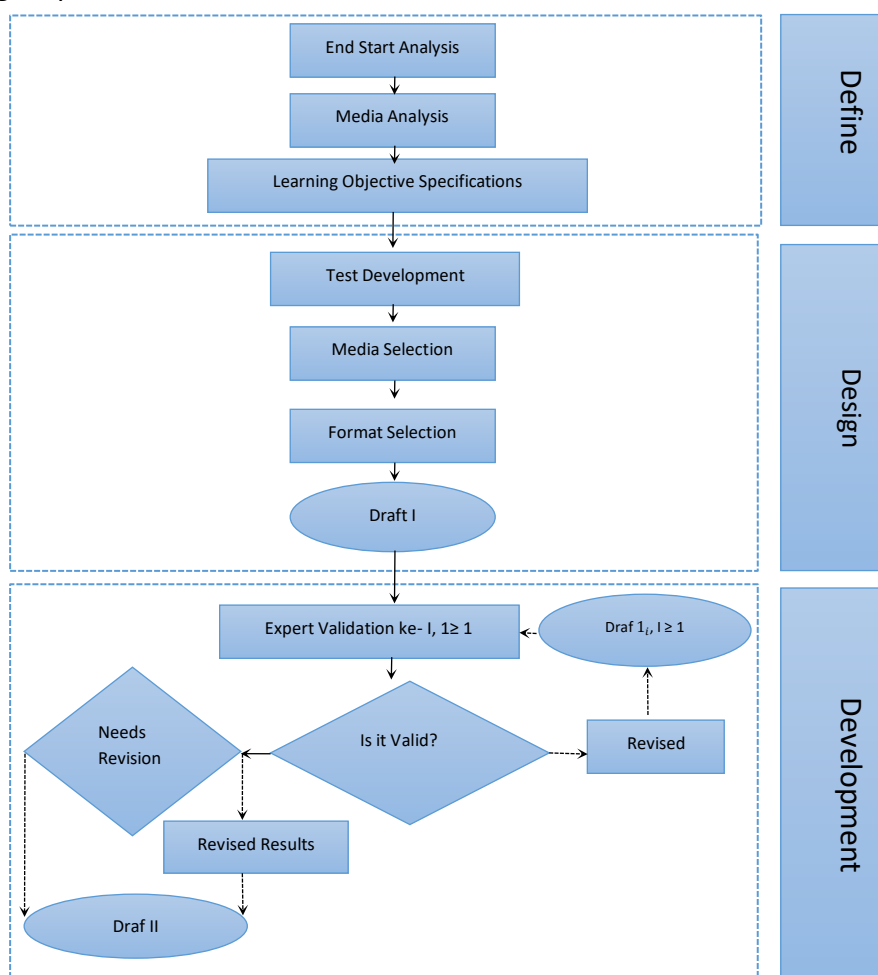 End Start Analysis
Media Analysis
Learning Objective Specifications
Define
Test Development
Media Selection
Format Selection
Draft I
Design
Expert Validation ke- I, 1≥ 1
Draf 1ᵢ, I ≥ 1
Needs
Revision
Is it Valid?
Revised
Revised Results
Draf II
Development